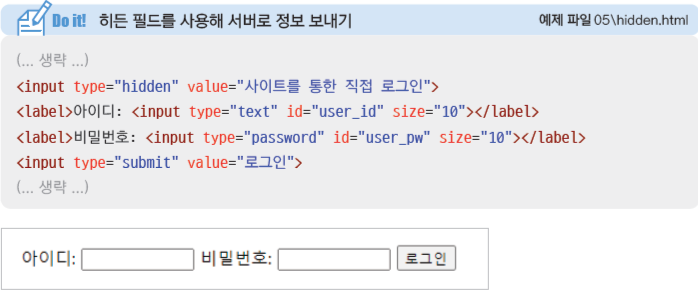 Do it! 히든 필드를 사용해 서버로 정보 보내기 예제 파일 05\hidden.html
(... 생략 ...)
<input type="hidden" value="사이트를 통한 직접 로그인">
<label>아이디: <input type="text" id="user_id" size="10"></label>
<label>비밀번호: <input type="password" id="user_pw" size="10"></label>
<input type="submit" value="로그인">
(... 생략 ...)
아이디: 비밀번호: 로그인